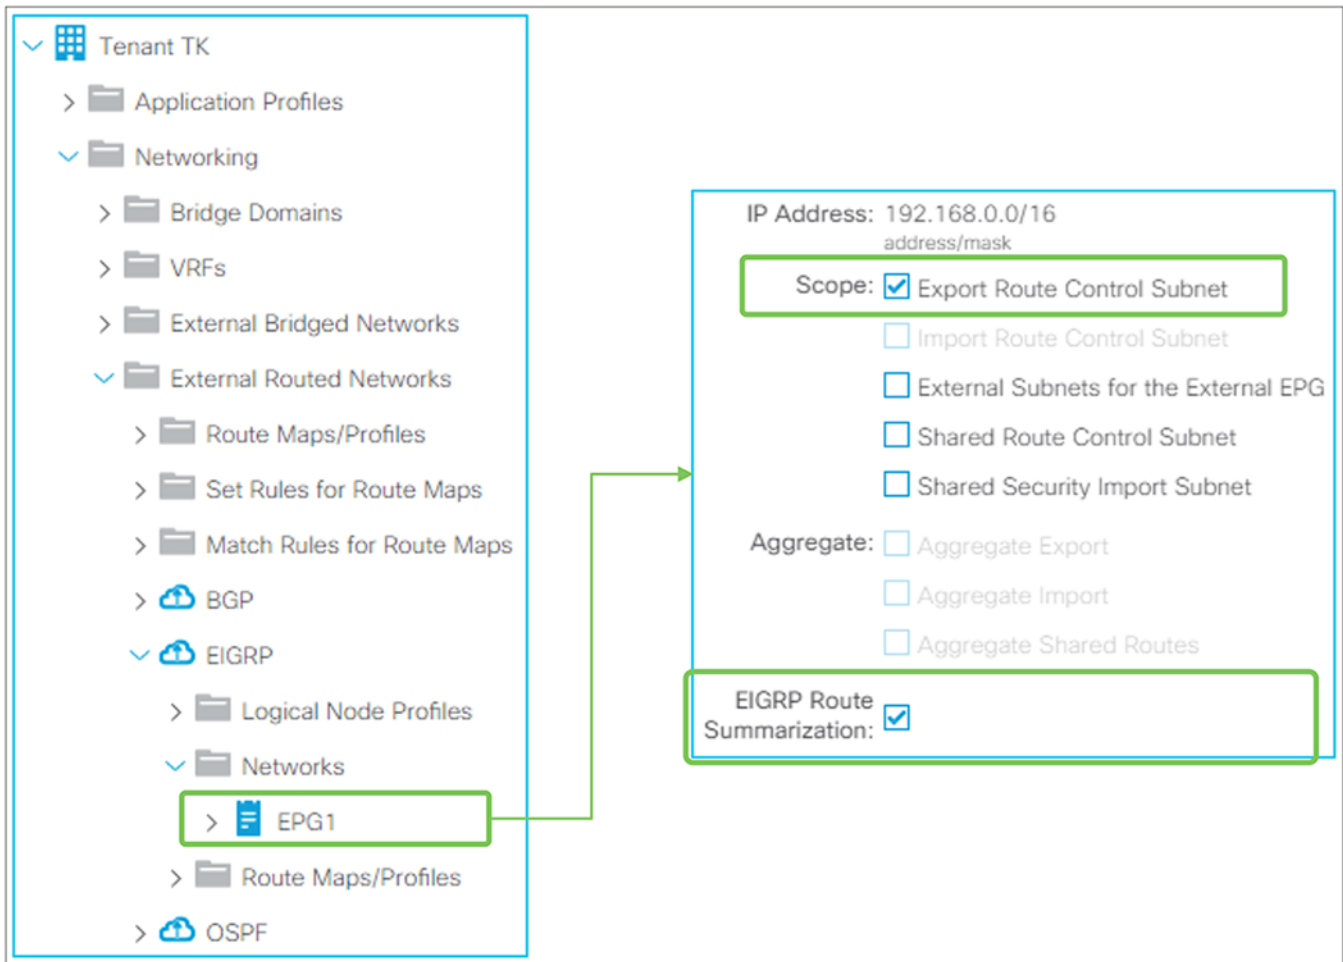 Tenant TK
Application Profiles
Networking
Bridge Domains
VRFs
External Bridged Networks
External Routed Networks
Route Maps/Profiles
Set Rules for Route Maps
Match Rules for Route Maps
BGP
EIGRP
Logical Node Profiles
Networks
EPG1
Route Maps/Profiles
OSPF
IP Address: 192.168.0.0/16
address/mask
Scope: Export Route Control Subnet
Import Route Control Subnet
External Subnets for the External EPG
Shared Route Control Subnet
Shared Security Import Subnet
Aggregate: Aggregate Export
Aggregate Import
Aggregate Shared Routes
EIGRP Route
Summarization: